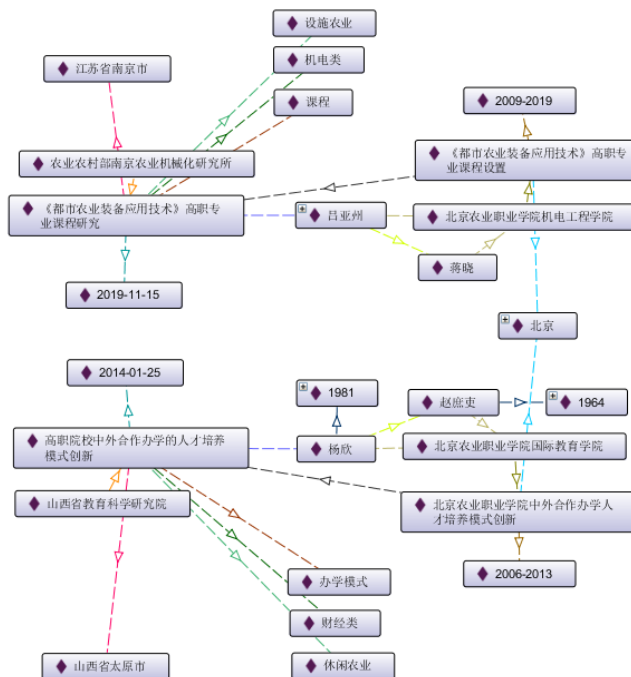 设施农业
机电类
江苏省南京市
课程
2009-2019
农业农村部南京农业机械化研究所
《都市农业装备应用技术》高职专
业课程设置
《都市农业装备应用技术》高职专
业课程研究
吕亚州
北京农业职业学院机电工程学院
蒋晓
2019-11-15
北京
2014-01-25
1981
赵庶吏
1964
高职院校中外合作办学的人才培养
模式创新
杨欣
北京农业职业学院国际教育学院
山西省教育科学研究院
北京农业职业学院中外合作办学人
才培养模式创新
办学模式
2006-2013
财经类
山西省太原市
休闲农业